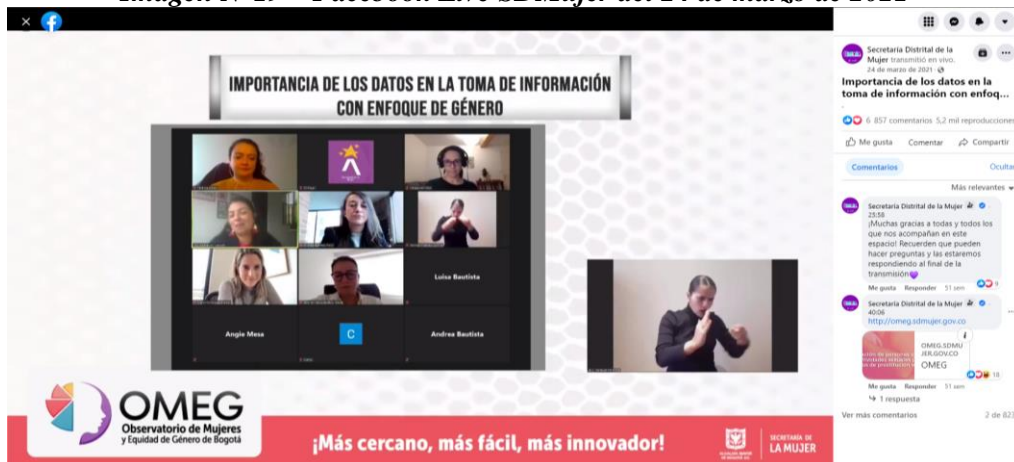 Imagen N°19 – Facebook Live SDMujer del 24 de marzo de 2021
IMPORTANCIA DE LOS DATOS EN LA TOMA DE INFORMACIÓN
CON ENFOQUE DE GÉNERO
Luisa Bautista
Angie Mesa
C
Andrea Bautista
OMEG
Observatorio de Mujeres
y Equidad de Género de Bogotá
¡Más cercano, más fácil, más innovador!
SECRETARÍA DE
LA MUJER
Secretaría Distrital de la
Mujer transmitió en vivo.
24 de marzo de 2021 ·
Importancia de los datos en la
toma de información con enfoq...
6 857 comentarios 5,2 mil reproducciones
Me gusta Comentar Compartir
Comentarios
Ocultar
Más relevantes
Secretaría Distrital de la Mujer
25:58
¡Muchas gracias a todas y todos los
que nos acompañan en este
espacio! Recuerden que pueden
hacer preguntas y las estaremos
respondiendo al final de la
transmisión
Me gusta Responder 51 sem 9
Secretaría Distrital de la Mujer
40:06
http://omeg.sdmujer.gov.co
OMEG.SDMU
JER.GOV.CO
OMEG
18
Me gusta Responder 51 sem
1 respuesta
Ver más comentarios 2 de 823